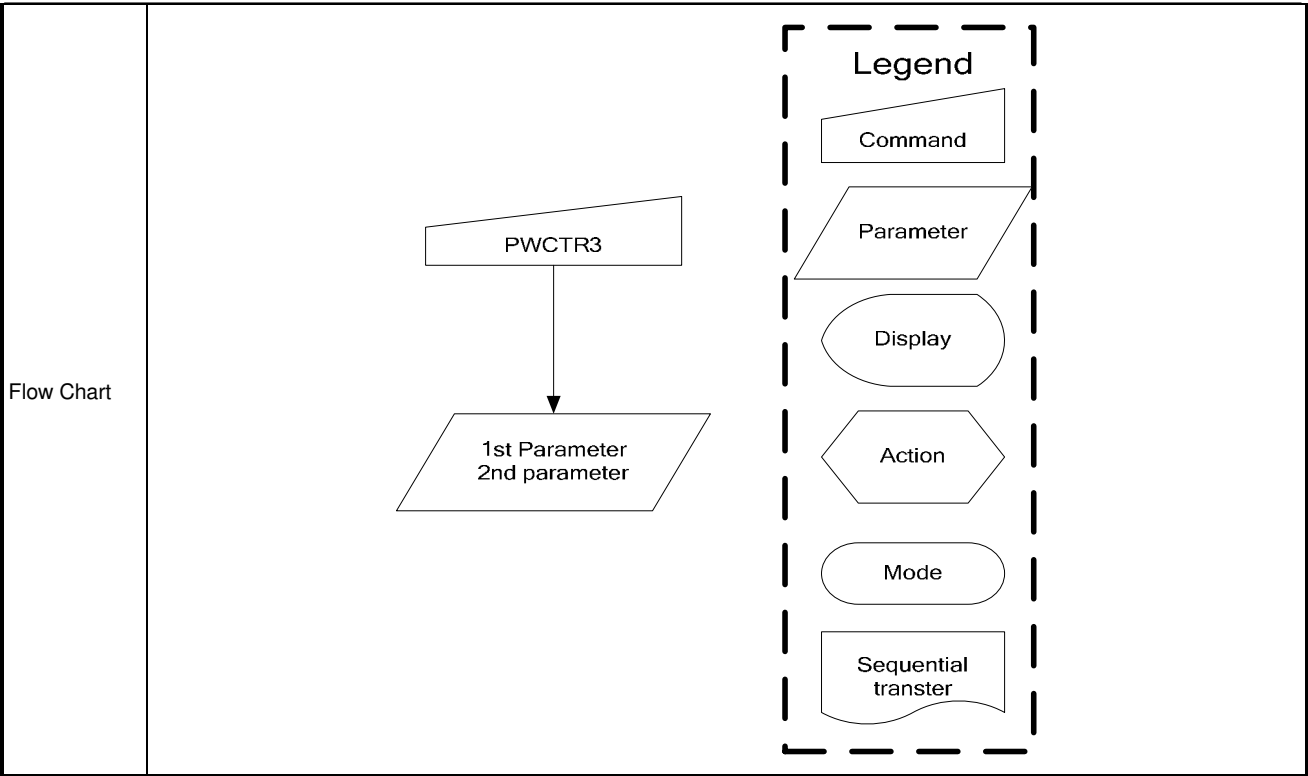 Flow Chart
PWCTR3
1st Parameter
2nd parameter
Legend
Command
Parameter
Display
Action
Mode
Sequential
transter